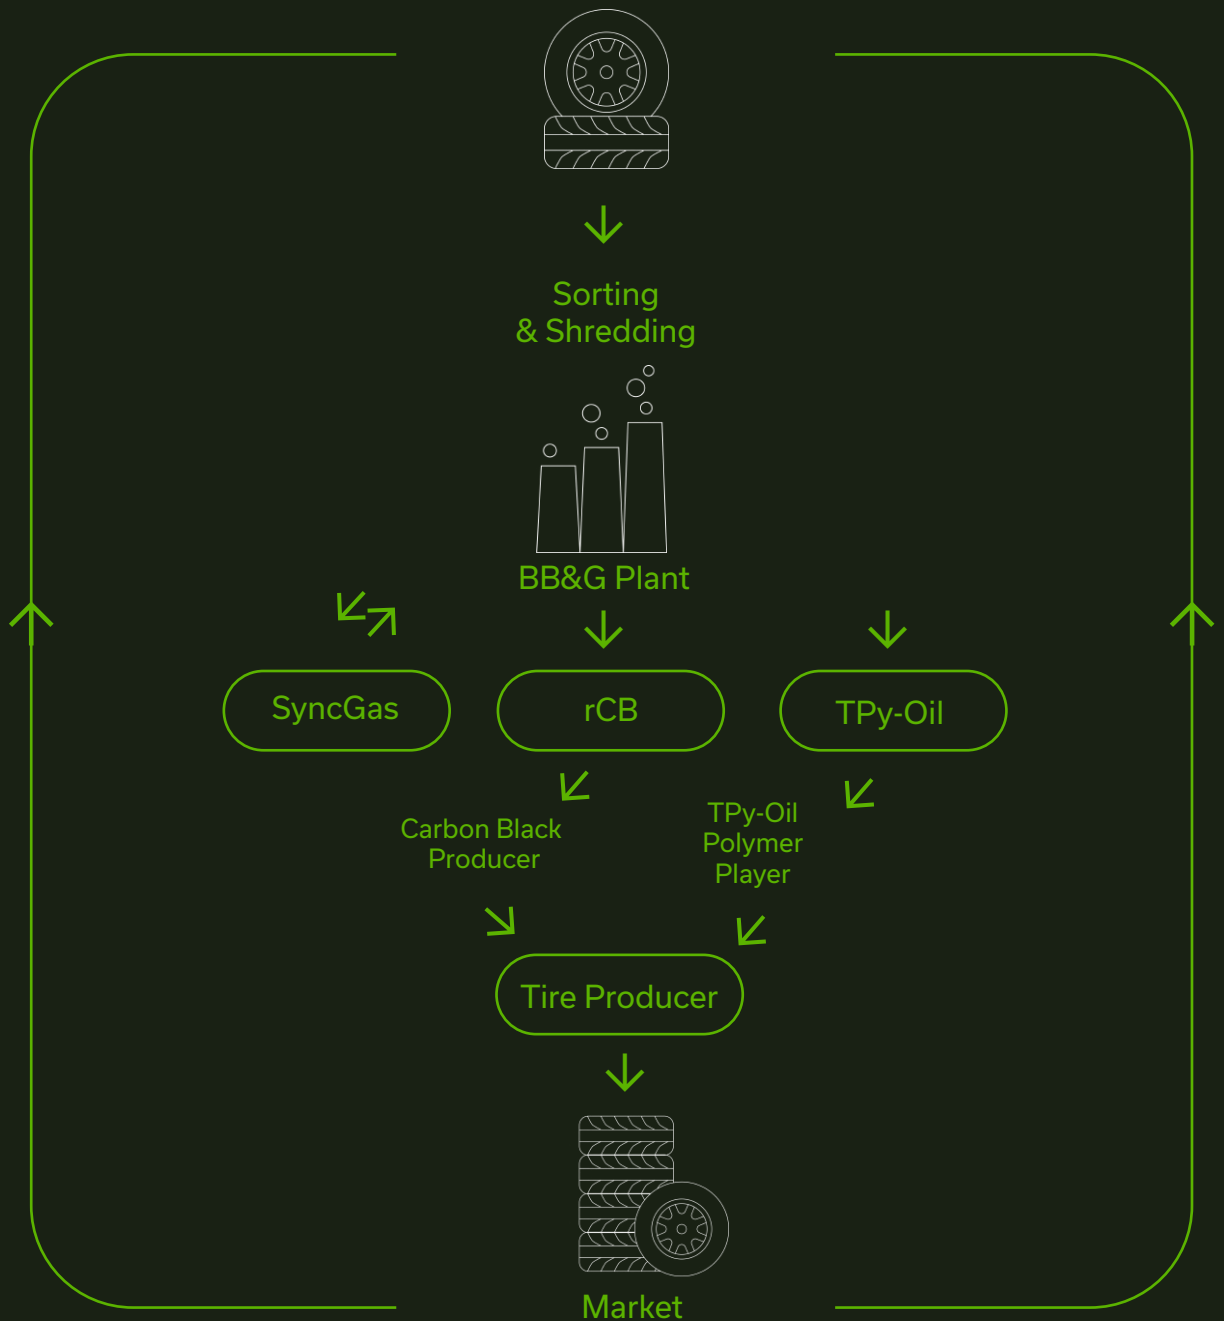 Sorting
& Shredding
BB&G Plant
SyncGas
rCB
TPy-Oil
Carbon Black
Producer
TPy-Oil
Polymer
Player
Tire Producer
Market